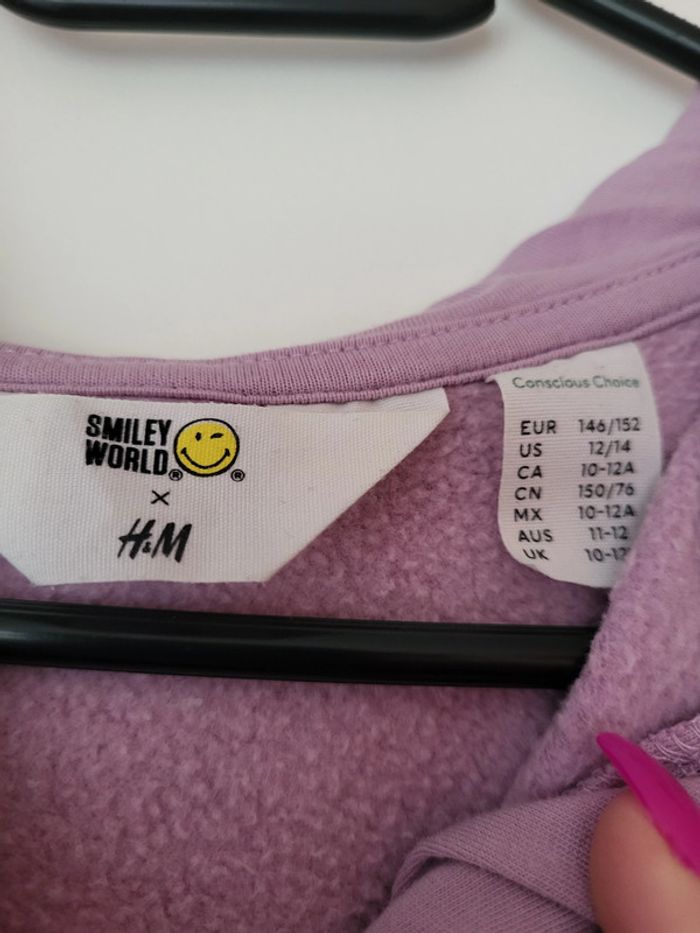 SMILEY
WORLD®
®
×
H&M
Conscious Choice
EUR 146/152
US 12/14
CA 10-12A
CN 150/76
MX 10-12A
AUS 11-12
UK